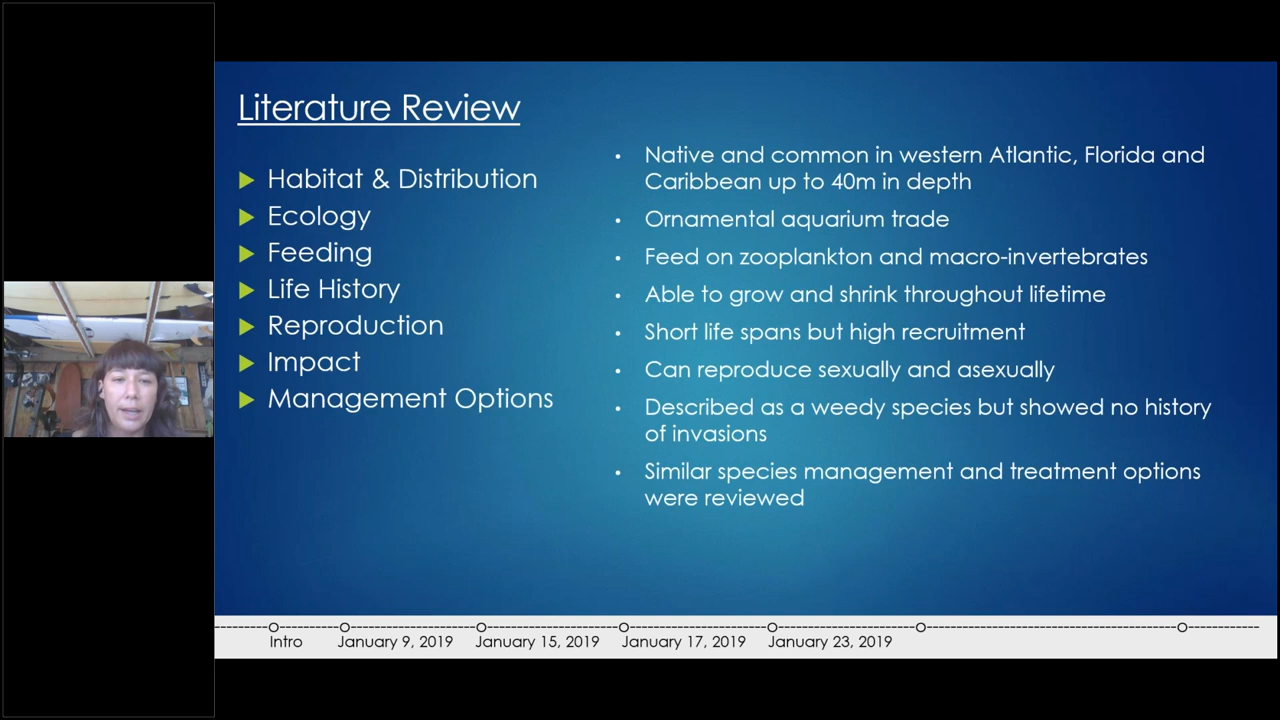 Literature Review
Habitat & Distribution
Ecology
Feeding
Life History
Reproduction
Impact
Management Options
Native and common in western Atlantic, Florida and
Caribbean up to 40m in depth
Ornamental aquarium trade
Feed on zooplankton and macro-invertebrates
Able to grow and shrink throughout lifetime
Short life spans but high recruitment
Can reproduce sexually and asexually
Described as a weedy species but showed no history
of invasions
Similar species management and treatment options
were reviewed
Intro January 9, 2019 January 15, 2019 January 17, 2019 January 23, 2019